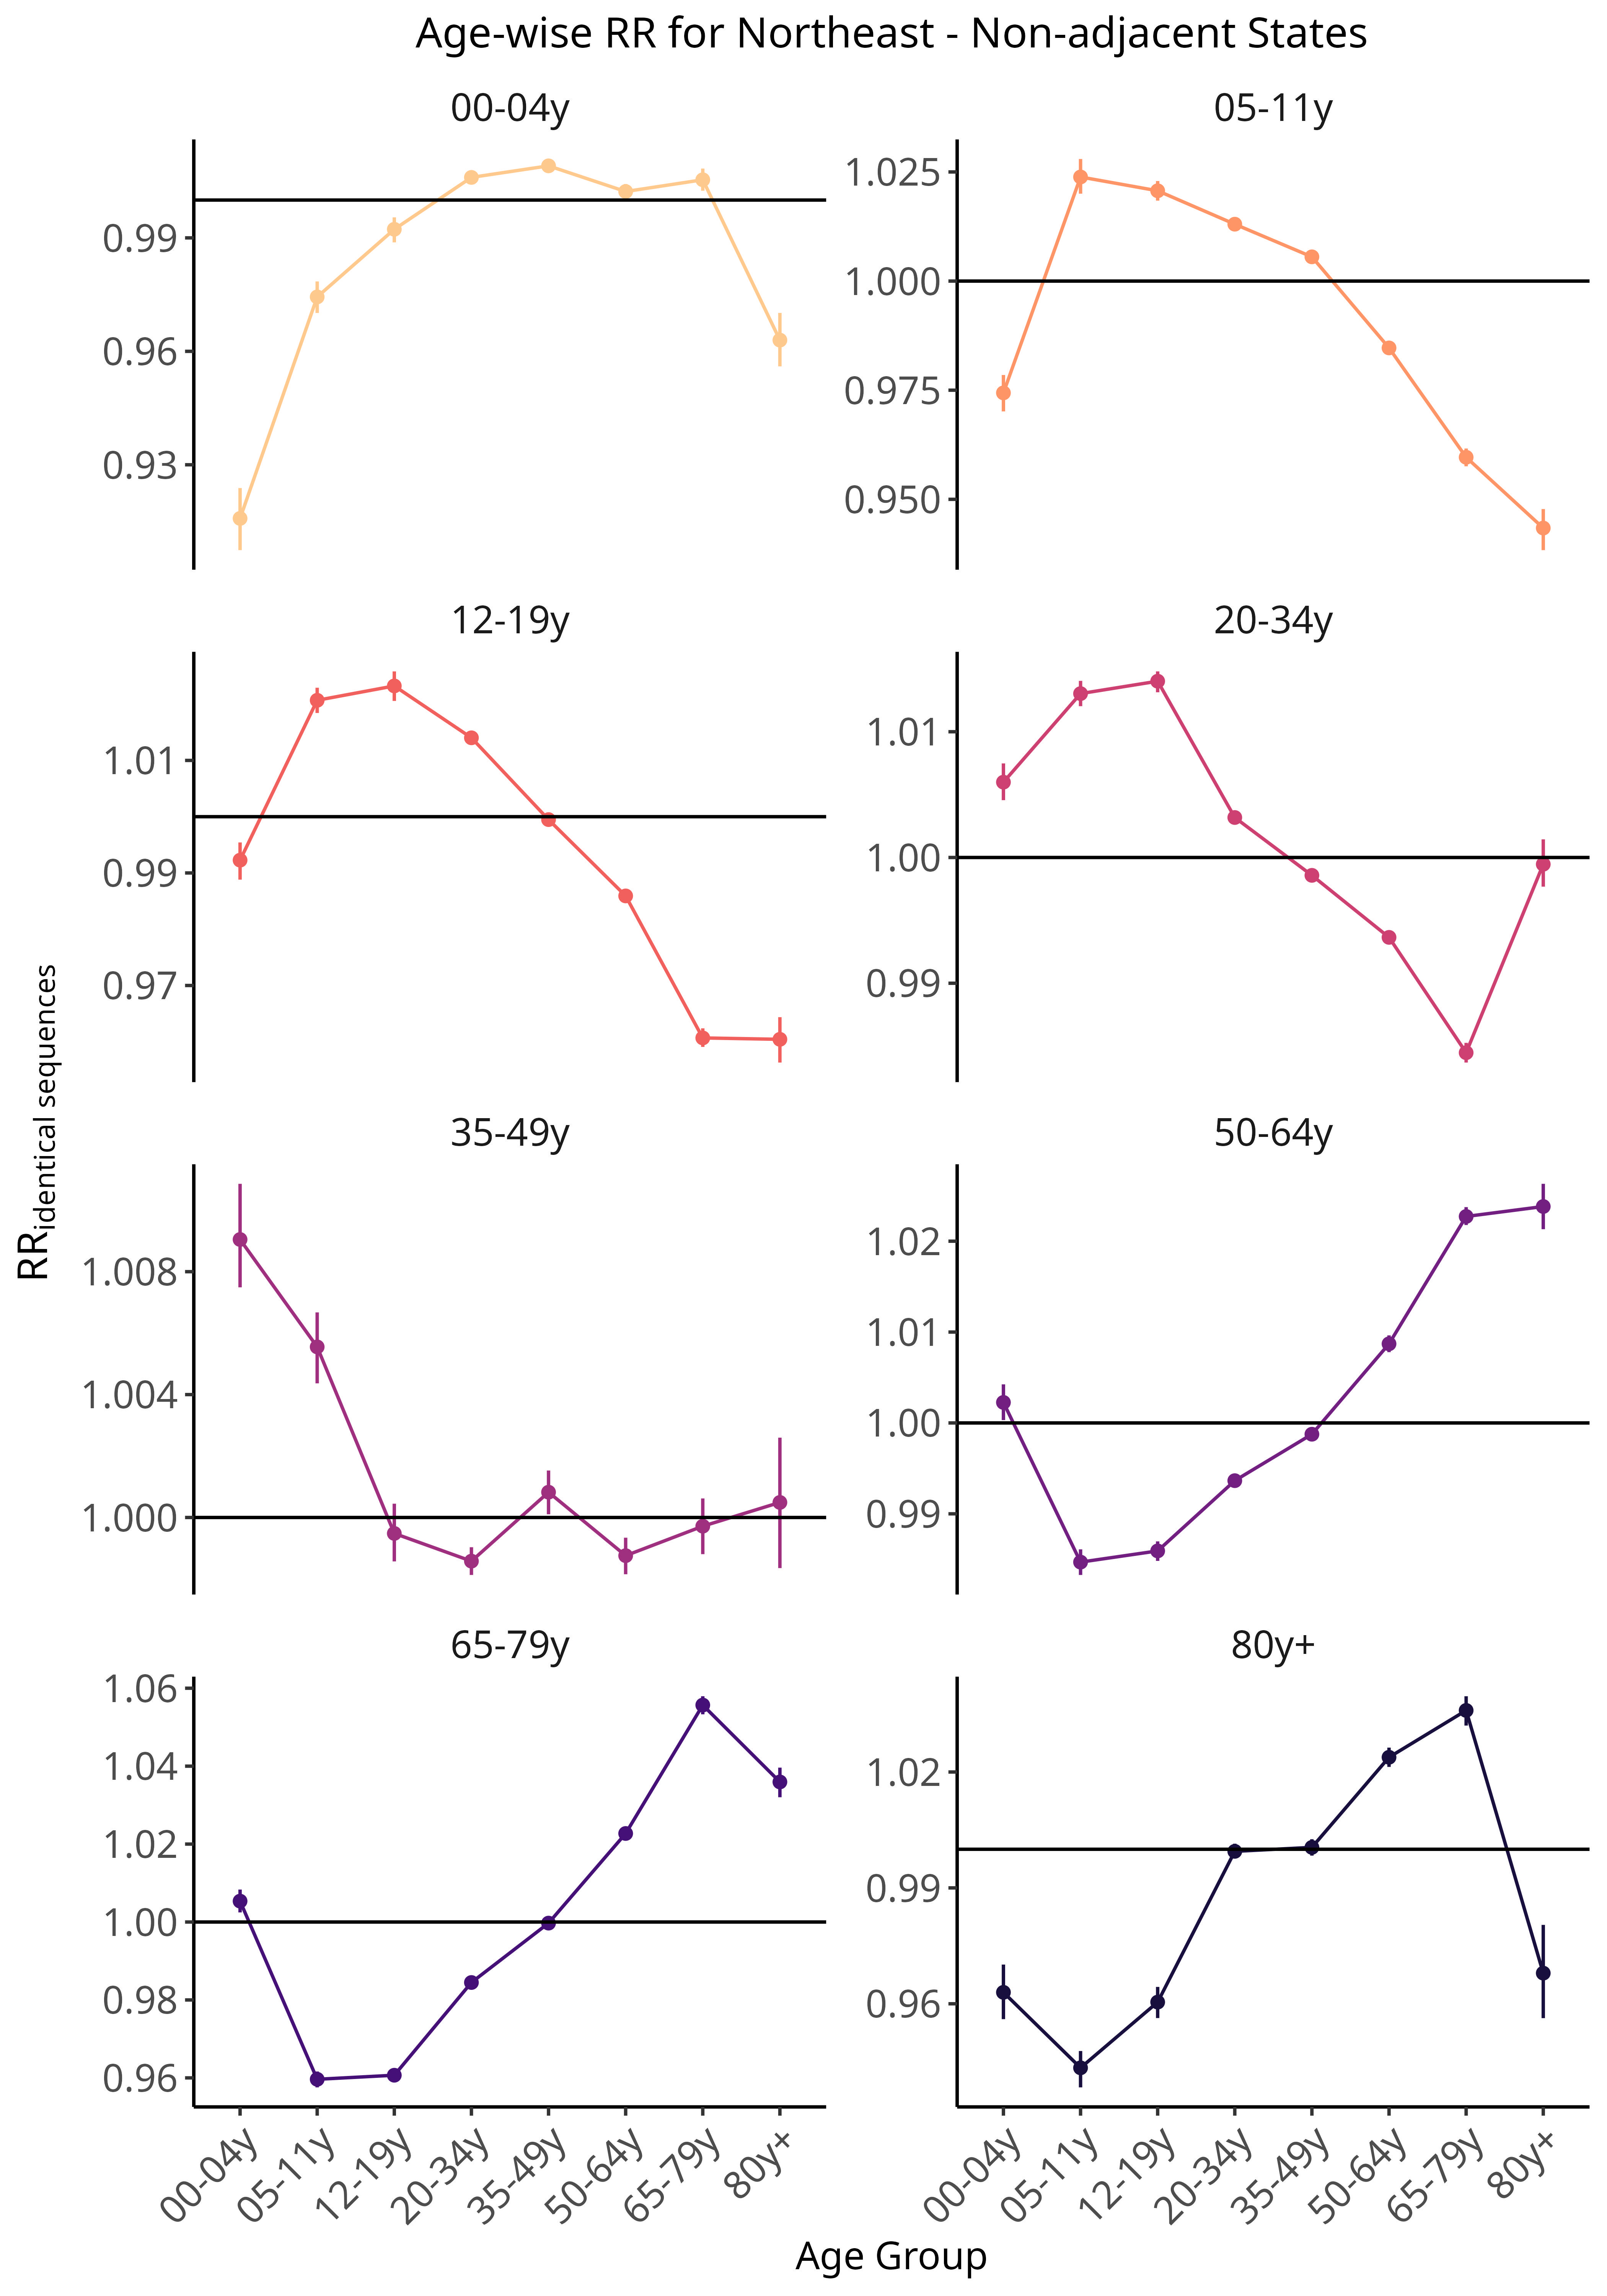 Age-wise RR for Northeast - Non-adjacent States
00-04y
05-11y
0.99
0.96
0.93
1.025
1.000
0.975
0.950
12-19y
20-34y
1.01
0.99
0.97
1.01
1.00
0.99
35-49y
50-64y
1.008
1.004
1.000
1.02
1.01
1.00
0.99
65-79y
80y+
1.06
1.04
1.02
1.00
0.98
0.96
1.02
0.99
0.96
00-04y
05-11y
12-19y
20-34y
35-49y
50-64y
65-79y
80y+
00-04y
05-11y
12-19y
20-34y
35-49y
50-64y
65-79y
80y+
Age Group
RRidentical sequences